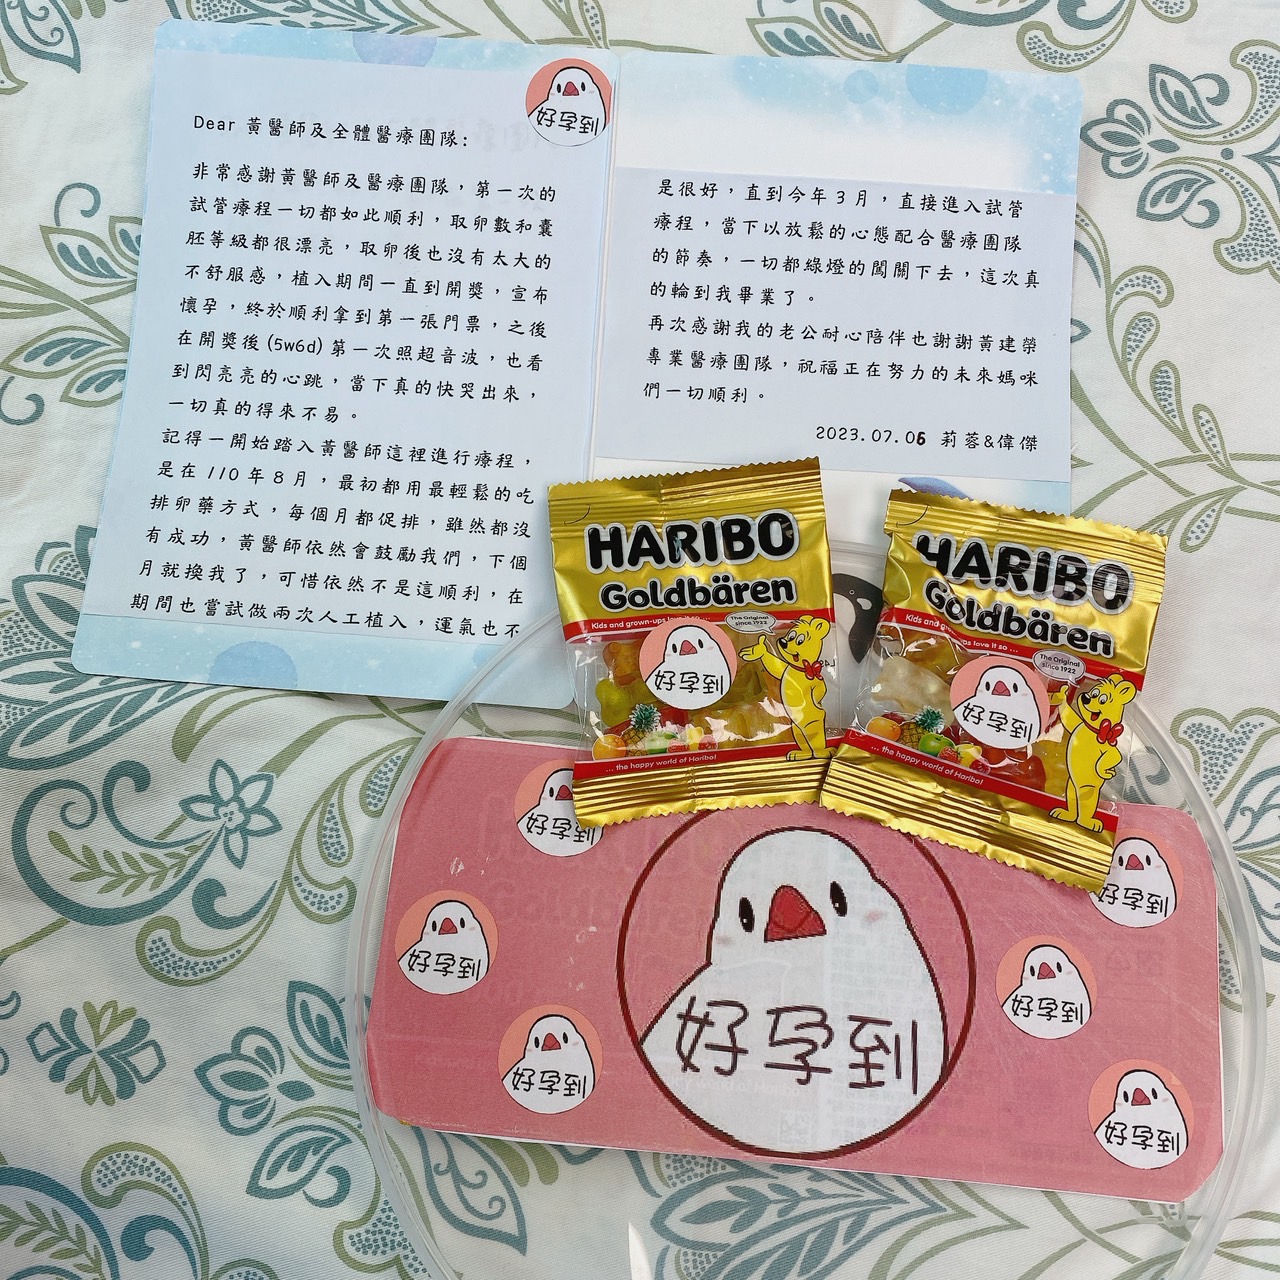 好孕到
Dear 黃醫師及全體醫療團隊:
非常感謝黃醫師及醫療團隊，第一次的
試管療程一切都如此順利，取卵數和囊
胚等級都很漂亮，取卵後也沒有太大的
不舒服感，植入期間一直到開獎，宣布
懷孕，終於順利拿到第一張門票，之後
在開獎後(5w6d)第一次照超音波，也看
到閃亮亮的心跳，當下真的快哭出來，
一切真的得來不易。
記得一開始踏入黃醫師這裡進行療程，
是在110年8月，最初都用最輕鬆的吃
排卵藥方式，每個月都促排，雖然都沒
有成功，黃醫師依然會鼓勵我們，下個
月就換我了，可惜依然不是這順利，在
期間也嘗試做兩次人工植入，運氣也不
是很好，直到今年3月，直接進入試管
療程，當下以放鬆的心態配合醫療團隊
的節奏，一切都綠燈的闖關下去，這次真
的輪到我畢業了。
再次感謝我的老公耐心陪伴也謝謝黃建榮
專業醫療團隊，祝福正在努力的未來媽咪
們一切順利。
2023.07.06 莉蓉&偉傑
HARIBO
Goldbären
Kids and grown-ups love it so ...
The Original
since 1922
好孕到
... the happy world of Haribo!
HARIBO
Goldbären
Kids and grown-ups love it so ...
The Original
since 1922
好孕到
... the happy world of Haribo!
好孕到
好孕到
好孕到
好孕到
好孕到
好孕到
好孕到